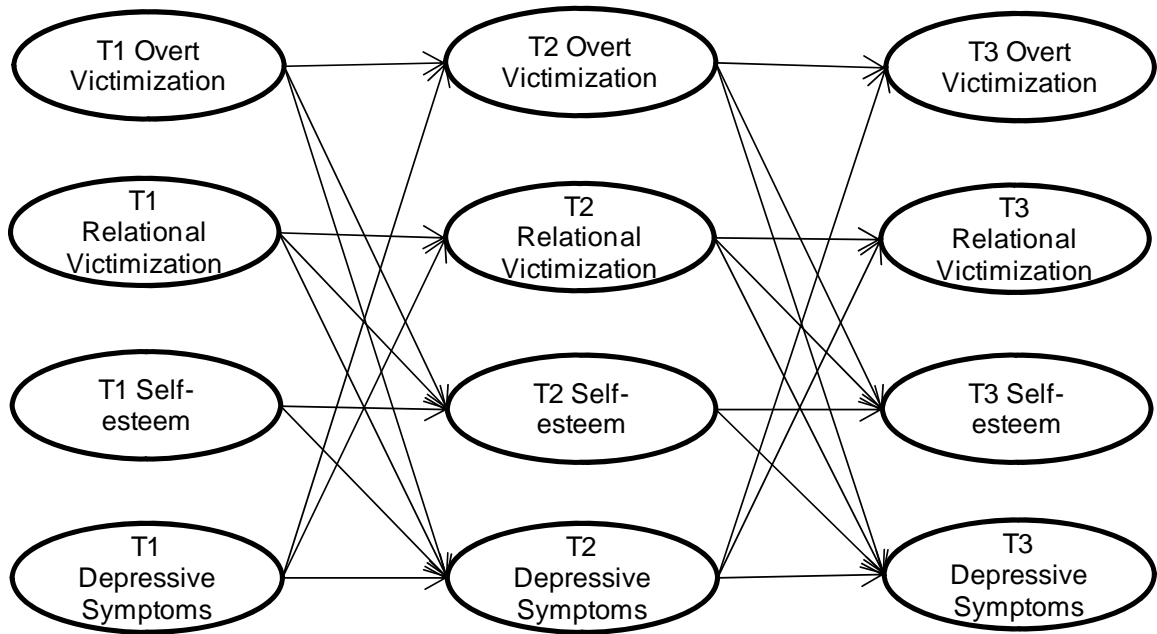 T1 Overt
Victimization
T2 Overt
Victimization
T3 Overt
Victimization
T1
Relational
Victimization
T2
Relational
Victimization
T3
Relational
Victimization
T1 Self-
esteem
T2 Self-
esteem
T3 Self-
esteem
T1
Depressive
Symptoms
T2
Depressive
Symptoms
T3
Depressive
Symptoms